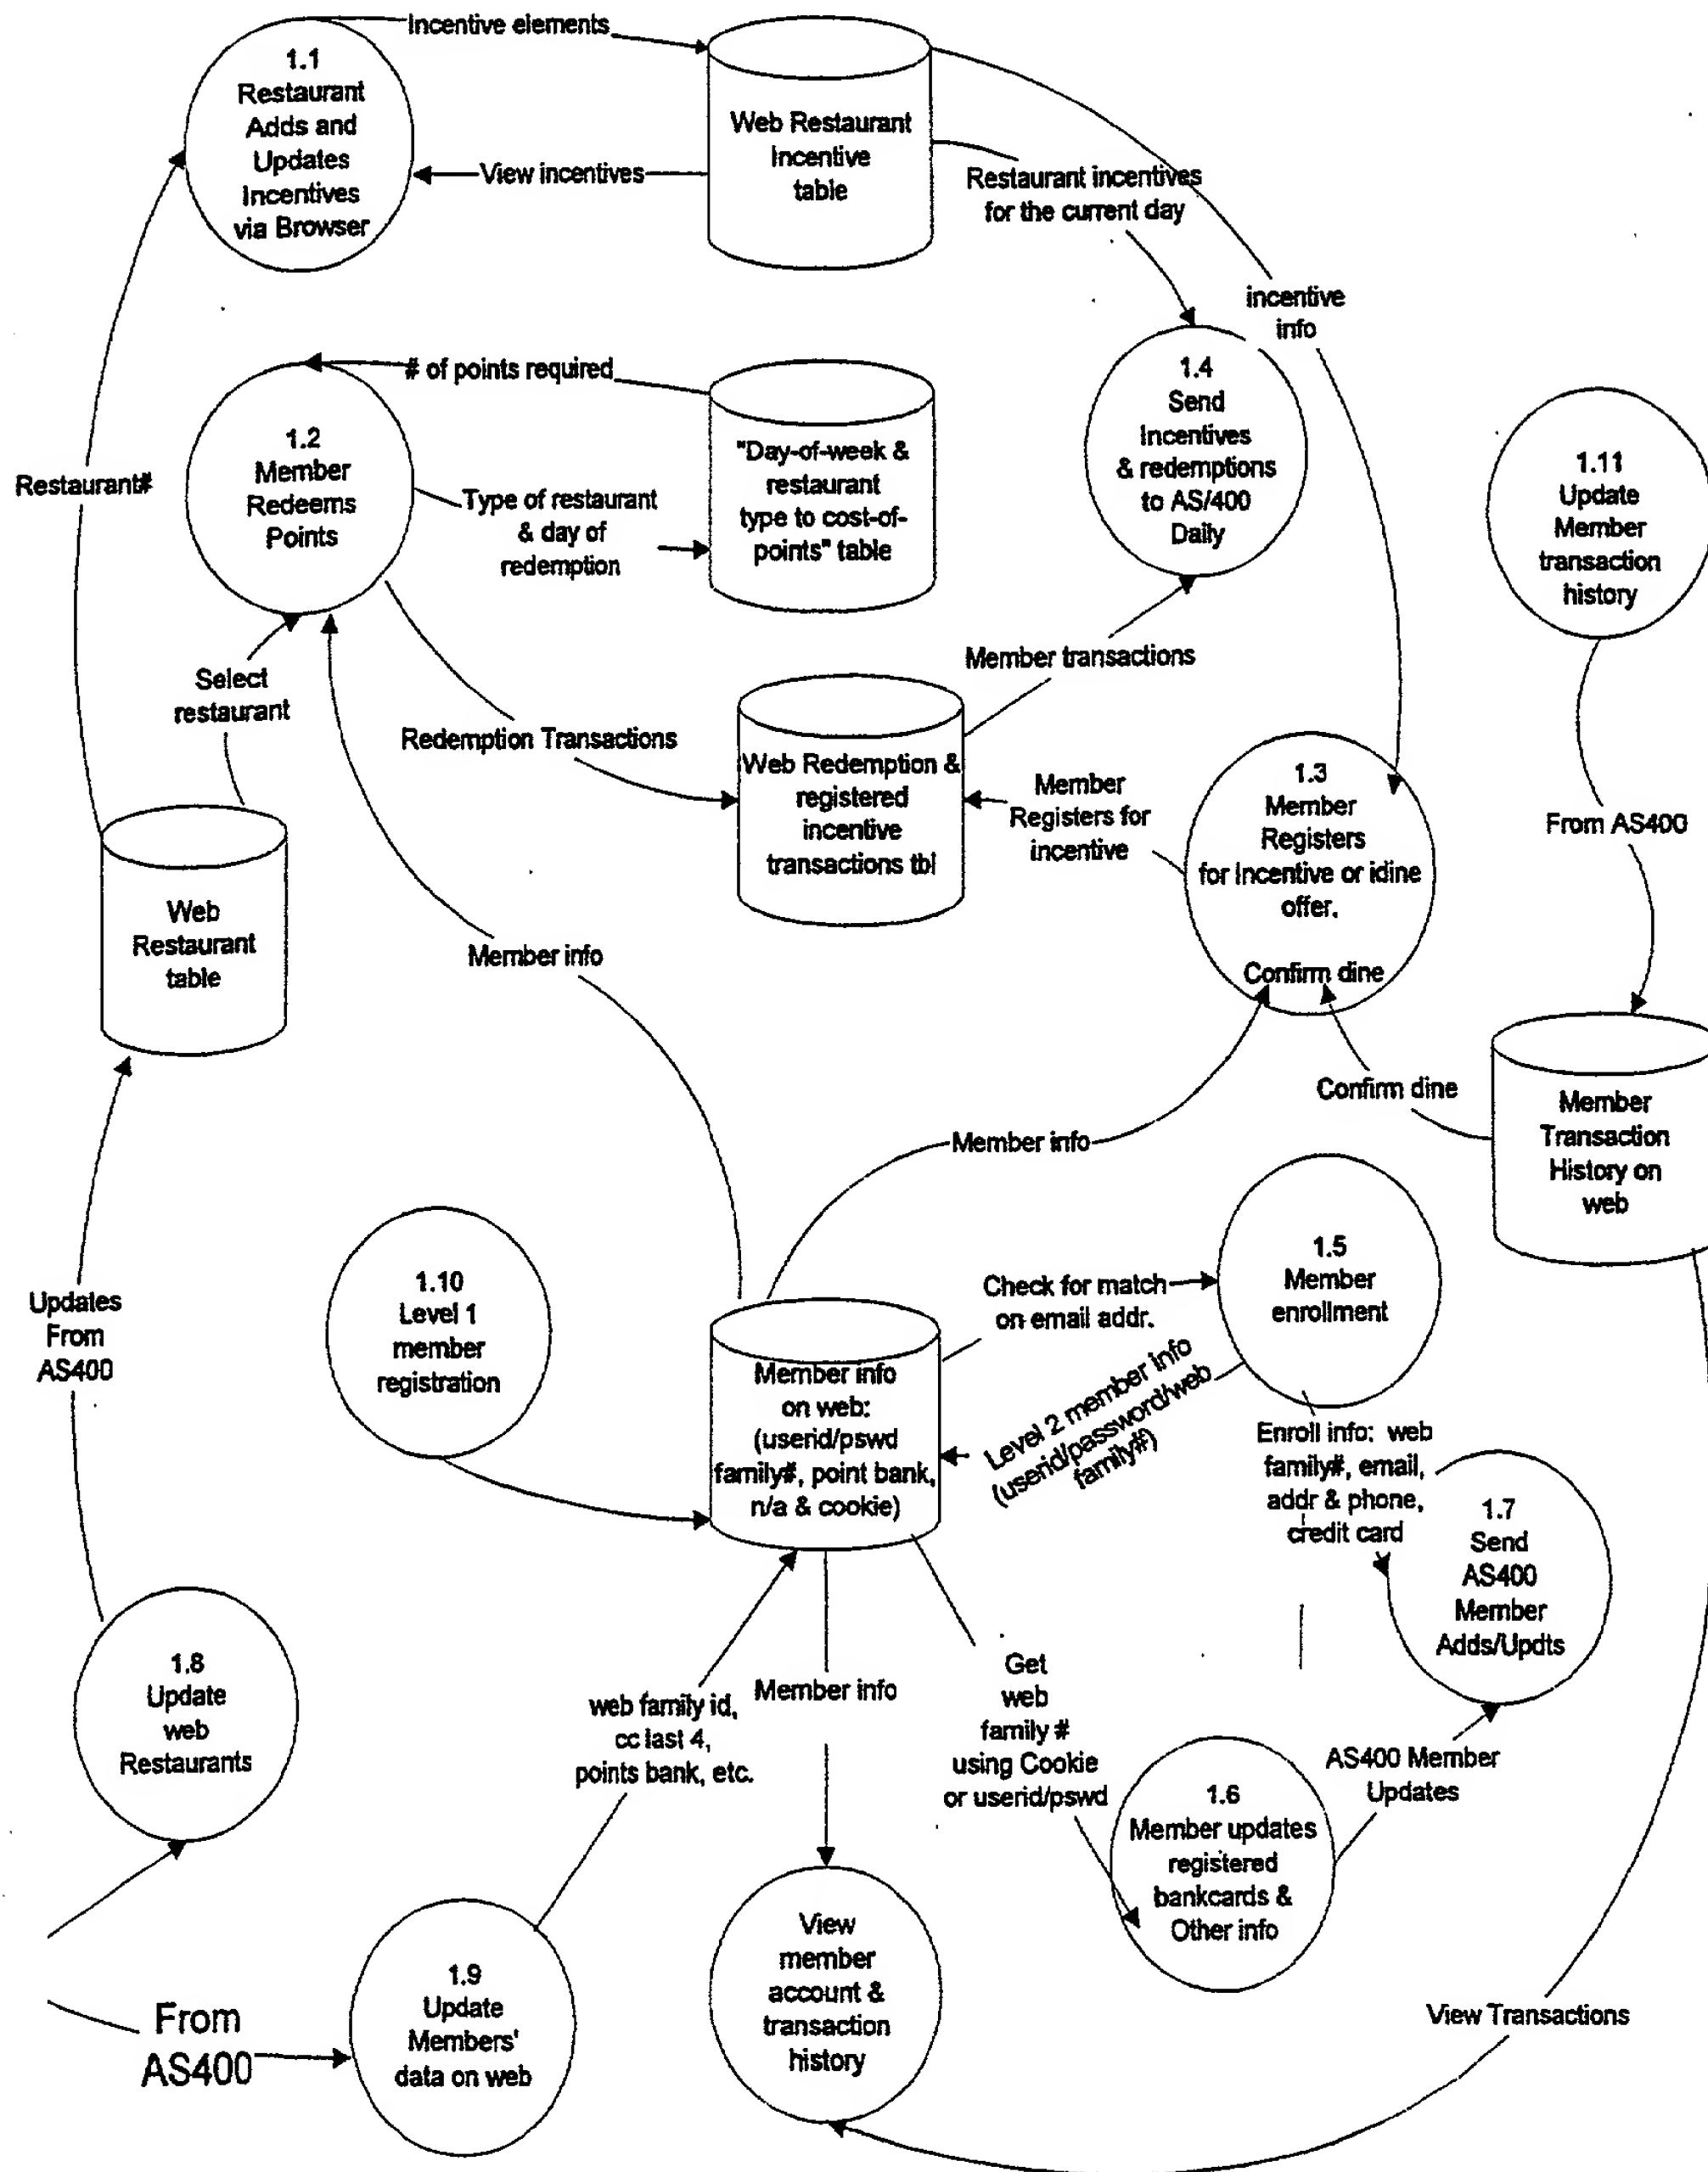 Incentive elements
1.1
Restaurant
Adds and
Updates
Incentives
via Browser
View incentives
Web Restaurant
Incentive
table
Restaurant incentives
for the current day
incentive
info
# of points required
1.2
Member
Redeems
Points
Type of restaurant
& day of
redemption
"Day-of-week &
restaurant
type to cost-of-
points" table
1.4
Send
Incentives
& redemptions
to AS/400
Daily
1.11
Update
Member
transaction
history
Restaurant#
Select
restaurant
Member transactions
Redemption Transactions
Web Redemption &
registered
incentive
transactions tbl
Member
Registers for
incentive
1.3
Member
Registers
for Incentive or idine
offer.
Confirm dine
From AS400
Web
Restaurant
table
Member info
Confirm dine
Member
Transaction
History on
web
Member info
Updates
From
AS400
1.10
Level 1
member
registration
Check for match
on email addr.
1.5
Member
enrollment
Member info
on web:
(userid/pswd
family#, point bank,
n/a & cookie)
Level 2 member info
(userid/password/web
family#)
Enroll info: web
family#, email,
addr & phone,
credit card
1.7
Send
AS400
Member
Adds/Updts
1.8
Update
web
Restaurants
web family id,
cc last 4,
points bank, etc.
Member info
Get
web
family #
using Cookie
or userid/pswd
AS400 Member
Updates
1.6
Member updates
registered
bankcards &
Other info
View
member
account &
transaction
history
1.9
Update
Members'
data on web
From
AS400
View Transactions